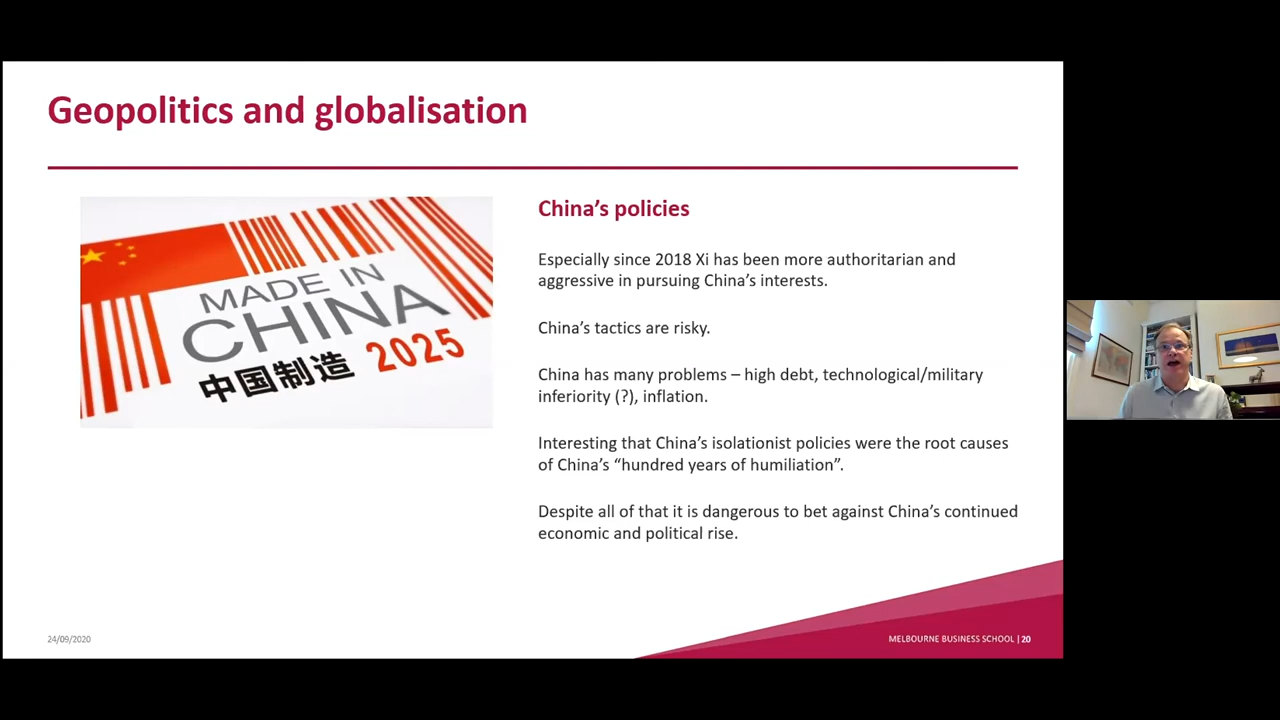 Geopolitics and globalisation
MADE IN
CHINA
中国制造 2025
China's policies
Especially since 2018 Xi has been more authoritarian and
aggressive in pursuing China's interests.
China's tactics are risky.
China has many problems – high debt, technological/military
inferiority (?), inflation.
Interesting that China's isolationist policies were the root causes
of China's “hundred years of humiliation”.
Despite all of that it is dangerous to bet against China's continued
economic and political rise.
24/09/2020
MELBOURNE BUSINESS SCHOOL | 20